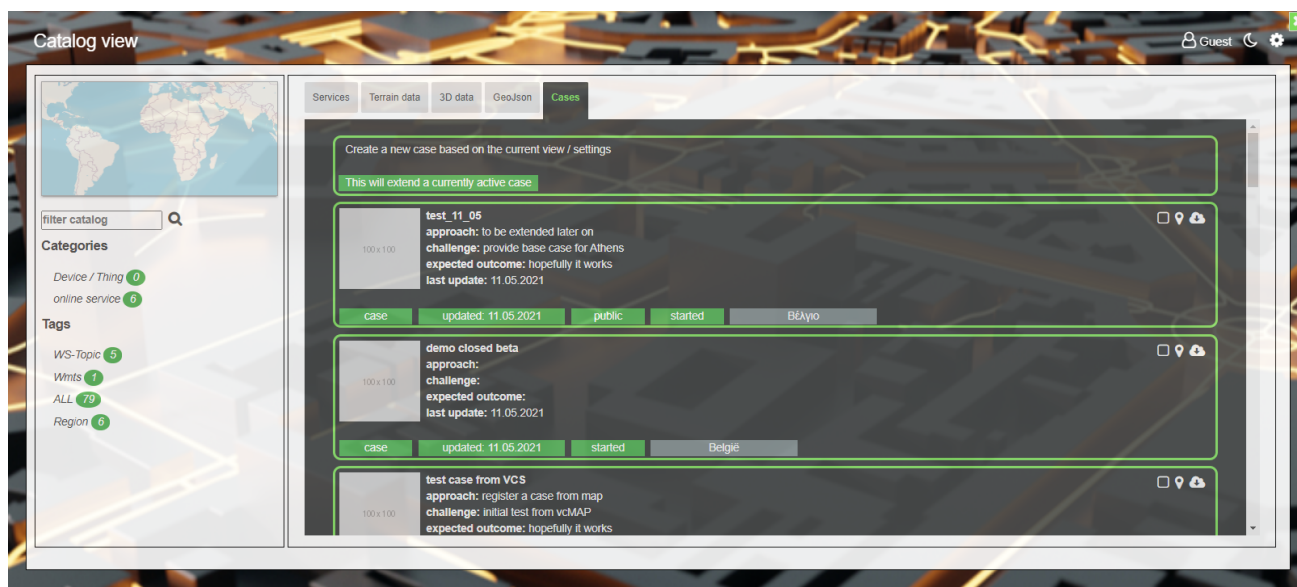 Catalog view
Guest
filter catalog
Categories
Device / Thing 0
online service 6
Tags
WS-Topic 5
Wmts 1
ALL 79
Region 6
Services Terrain data 3D data GeoJson Cases
Create a new case based on the current view / settings
This will extend a currently active case
100 x 100
test_11_05
approach: to be extended later on
challenge: provide base case for Athens
expected outcome: hopefully it works
last update: 11.05.2021
case updated: 11.05.2021 public started Βέλγιο
100 x 100
demo closed beta
approach:
challenge:
expected outcome:
last update: 11.05.2021
case updated: 11.05.2021 started België
100 x 100
test case from VCS
approach: register a case from map
challenge: initial test from vcMAP
expected outcome: hopefully it works